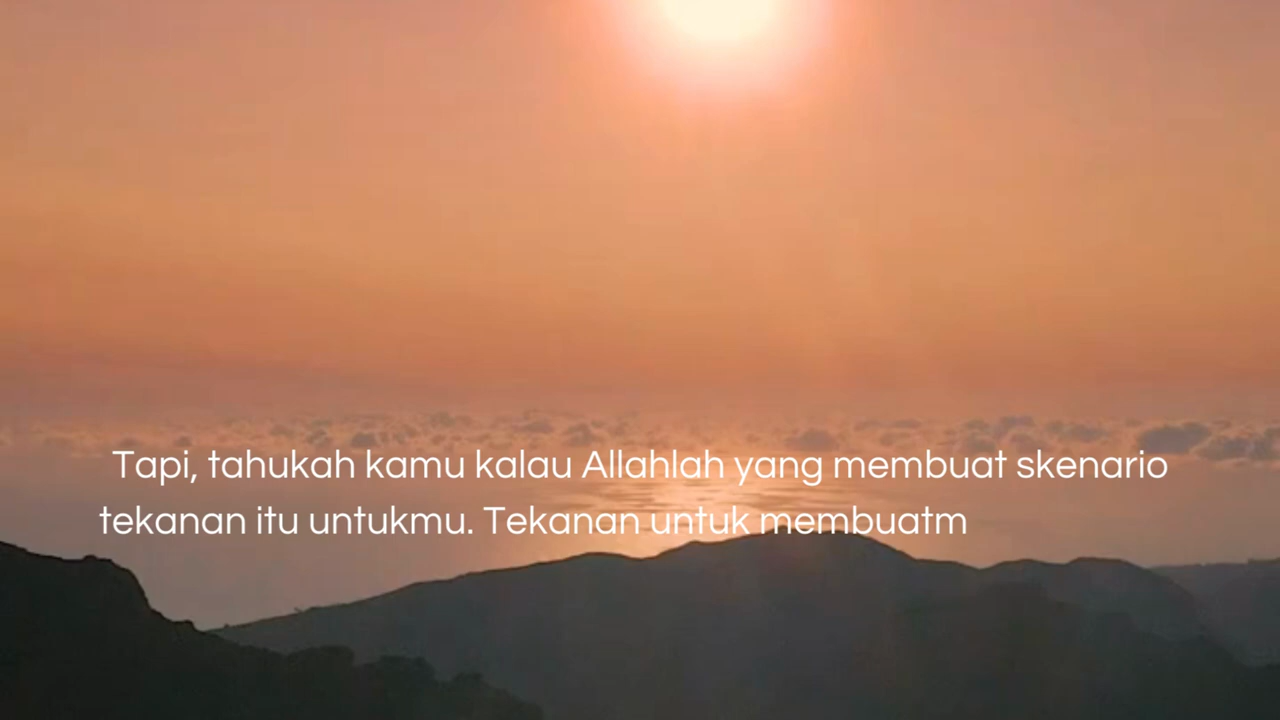 Tapi, tahukah kamu kalau Allahlah yang membuat skenario
tekanan itu untukmu. Tekanan untuk membuatm